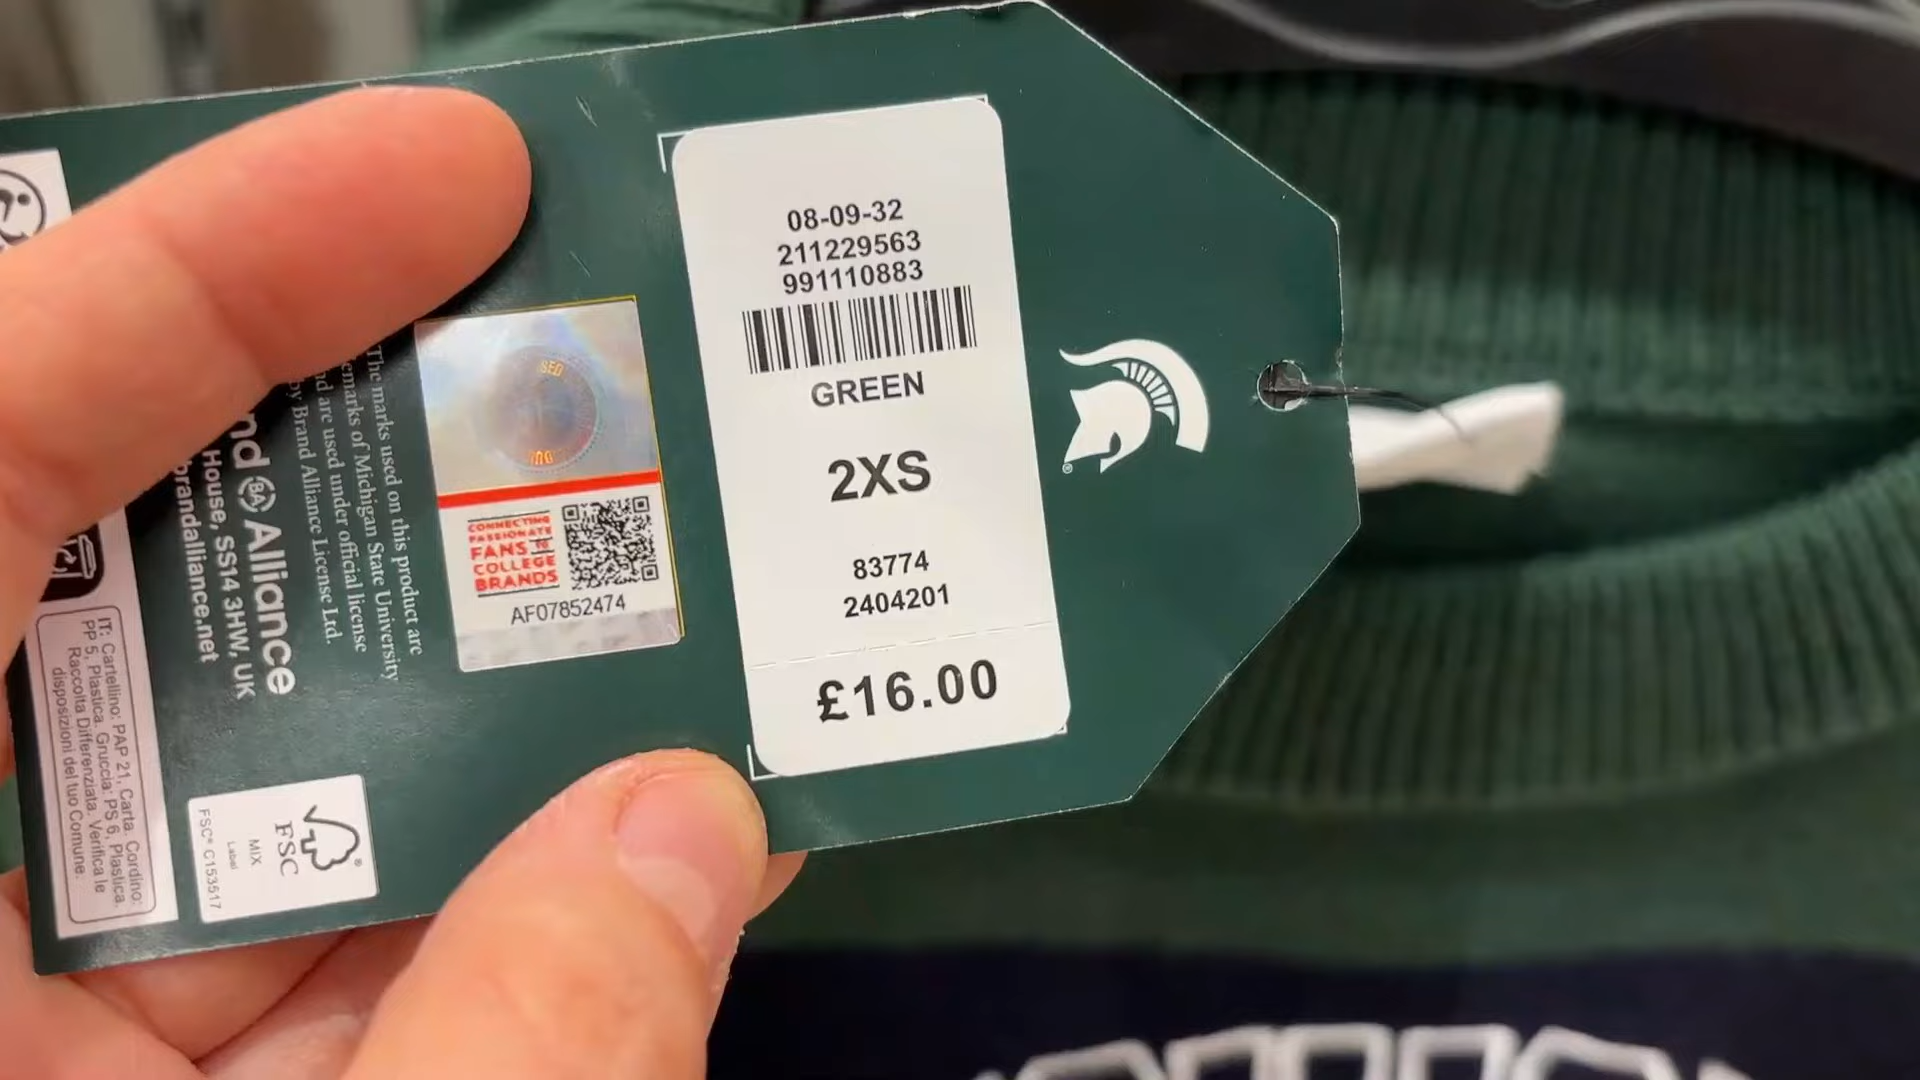 08-09-32
211229563
991110883
GREEN
2XS
83774
2404201
£16.00
CONNECTING
PASSIONATE
FANS TO
COLLEGE
BRANDS
AF07852474
The marks used on this product are
of Michigan State University
are used under official license
by Brand Alliance License Ltd.
Alliance
BA
House, SS14 3HW, UK
brandalliance.net
FSC
®
MIX
Label
FSC® C153517
IT: Cartellino: PAP 21, Carta. Cordino:
PP 5, Plastica. Gruccia: PS 6, Plastica.
Raccolta Differenziata. Verifica le
disposizioni del tuo Comune.
®